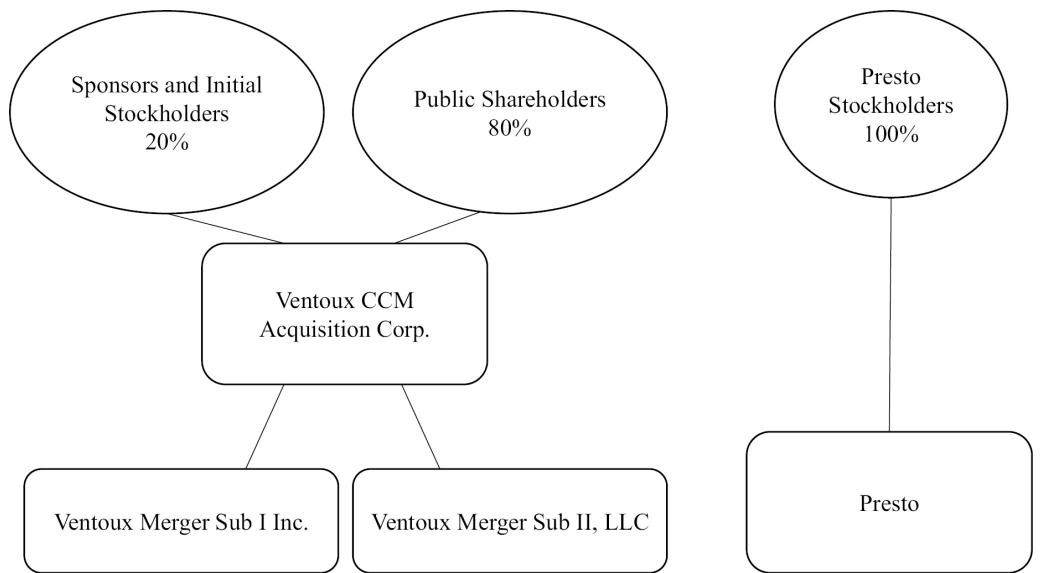 Sponsors and Initial
Stockholders
20%
Public Shareholders
80%
Presto
Stockholders
100%
Ventoux CCM
Acquisition Corp.
Ventoux Merger Sub I Inc.
Ventoux Merger Sub II, LLC
Presto